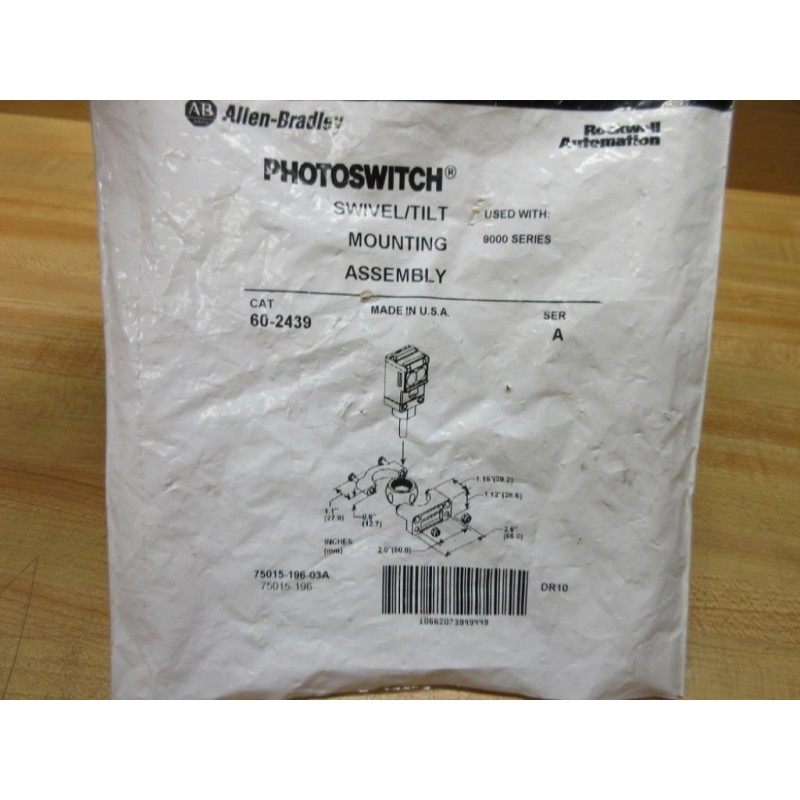 AB Allen-Bradley
Rockwell
Automation
PHOTOSWITCH®
SWIVEL/TILT
MOUNTING
ASSEMBLY
USED WITH:
9000 SERIES
CAT
60-2439
MADE IN U.S.A.
SER
A
1.15"(29.2)
1.12"(28.6)
1.1"
(27.9)
(12.7)
2.6"
(66.0)
2.0"(50.8)
INCHES
(mm)
75015-196-03A
75015-196
DR10
10662073849449